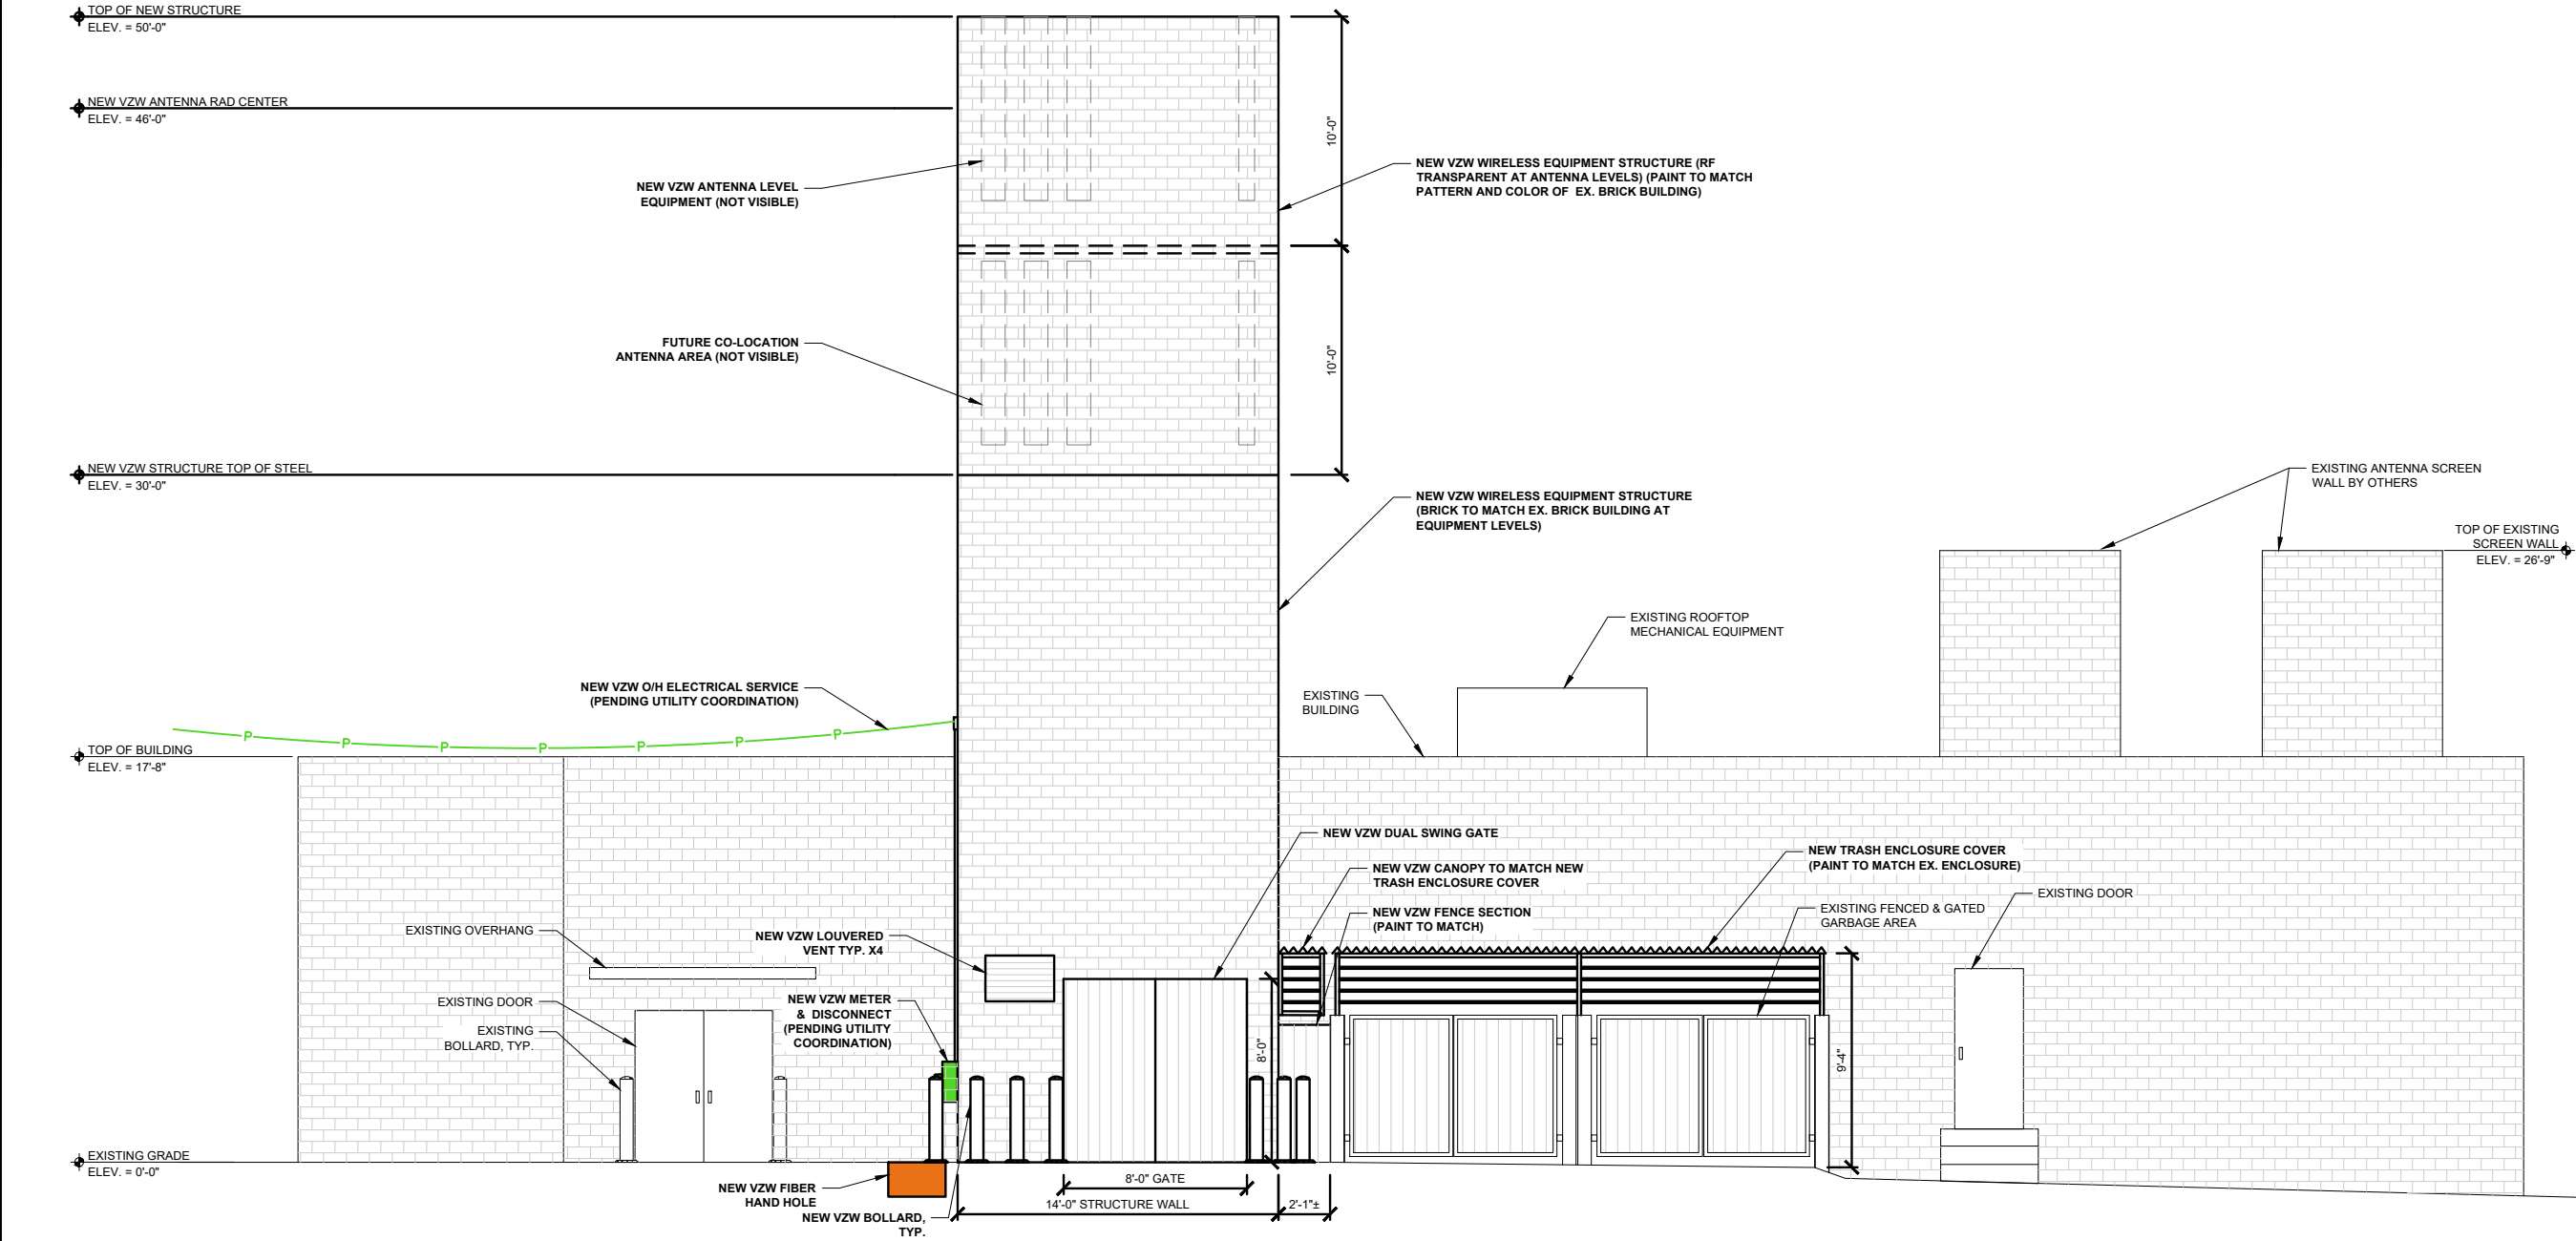 TOP OF NEW STRUCTURE
ELEV. = 50'-0"
NEW VZW ANTENNA RAD CENTER
ELEV. = 46'-0"
10'-0"
NEW VZW WIRELESS EQUIPMENT STRUCTURE (RF
TRANSPARENT AT ANTENNA LEVELS) (PAINT TO MATCH
PATTERN AND COLOR OF EX. BRICK BUILDING)
NEW VZW ANTENNA LEVEL
EQUIPMENT (NOT VISIBLE)
FUTURE CO-LOCATION
ANTENNA AREA (NOT VISIBLE)
10'-0"
NEW VZW STRUCTURE TOP OF STEEL
ELEV. = 30'-0"
NEW VZW WIRELESS EQUIPMENT STRUCTURE
(BRICK TO MATCH EX. BRICK BUILDING AT
EQUIPMENT LEVELS)
EXISTING ANTENNA SCREEN
WALL BY OTHERS
TOP OF EXISTING
SCREEN WALL
ELEV. = 26'-9"
EXISTING ROOFTOP
MECHANICAL EQUIPMENT
EXISTING
BUILDING
NEW VZW O/H ELECTRICAL SERVICE
(PENDING UTILITY COORDINATION)
P P P P P P P
TOP OF BUILDING
ELEV. = 17'-8"
NEW VZW DUAL SWING GATE
NEW VZW CANOPY TO MATCH NEW
TRASH ENCLOSURE COVER
NEW TRASH ENCLOSURE COVER
(PAINT TO MATCH EX. ENCLOSURE)
NEW VZW FENCE SECTION
(PAINT TO MATCH)
EXISTING FENCED & GATED
GARBAGE AREA
EXISTING DOOR
EXISTING OVERHANG
NEW VZW LOUVERED
VENT TYP. X4
EXISTING DOOR
EXISTING
BOLLARD, TYP.
NEW VZW METER
& DISCONNECT
(PENDING UTILITY
COORDINATION)
8'-0"
9'-4"
EXISTING GRADE
ELEV. = 0'-0"
NEW VZW FIBER
HAND HOLE
NEW VZW BOLLARD,
TYP.
8'-0" GATE
14'-0" STRUCTURE WALL
2'-1"±